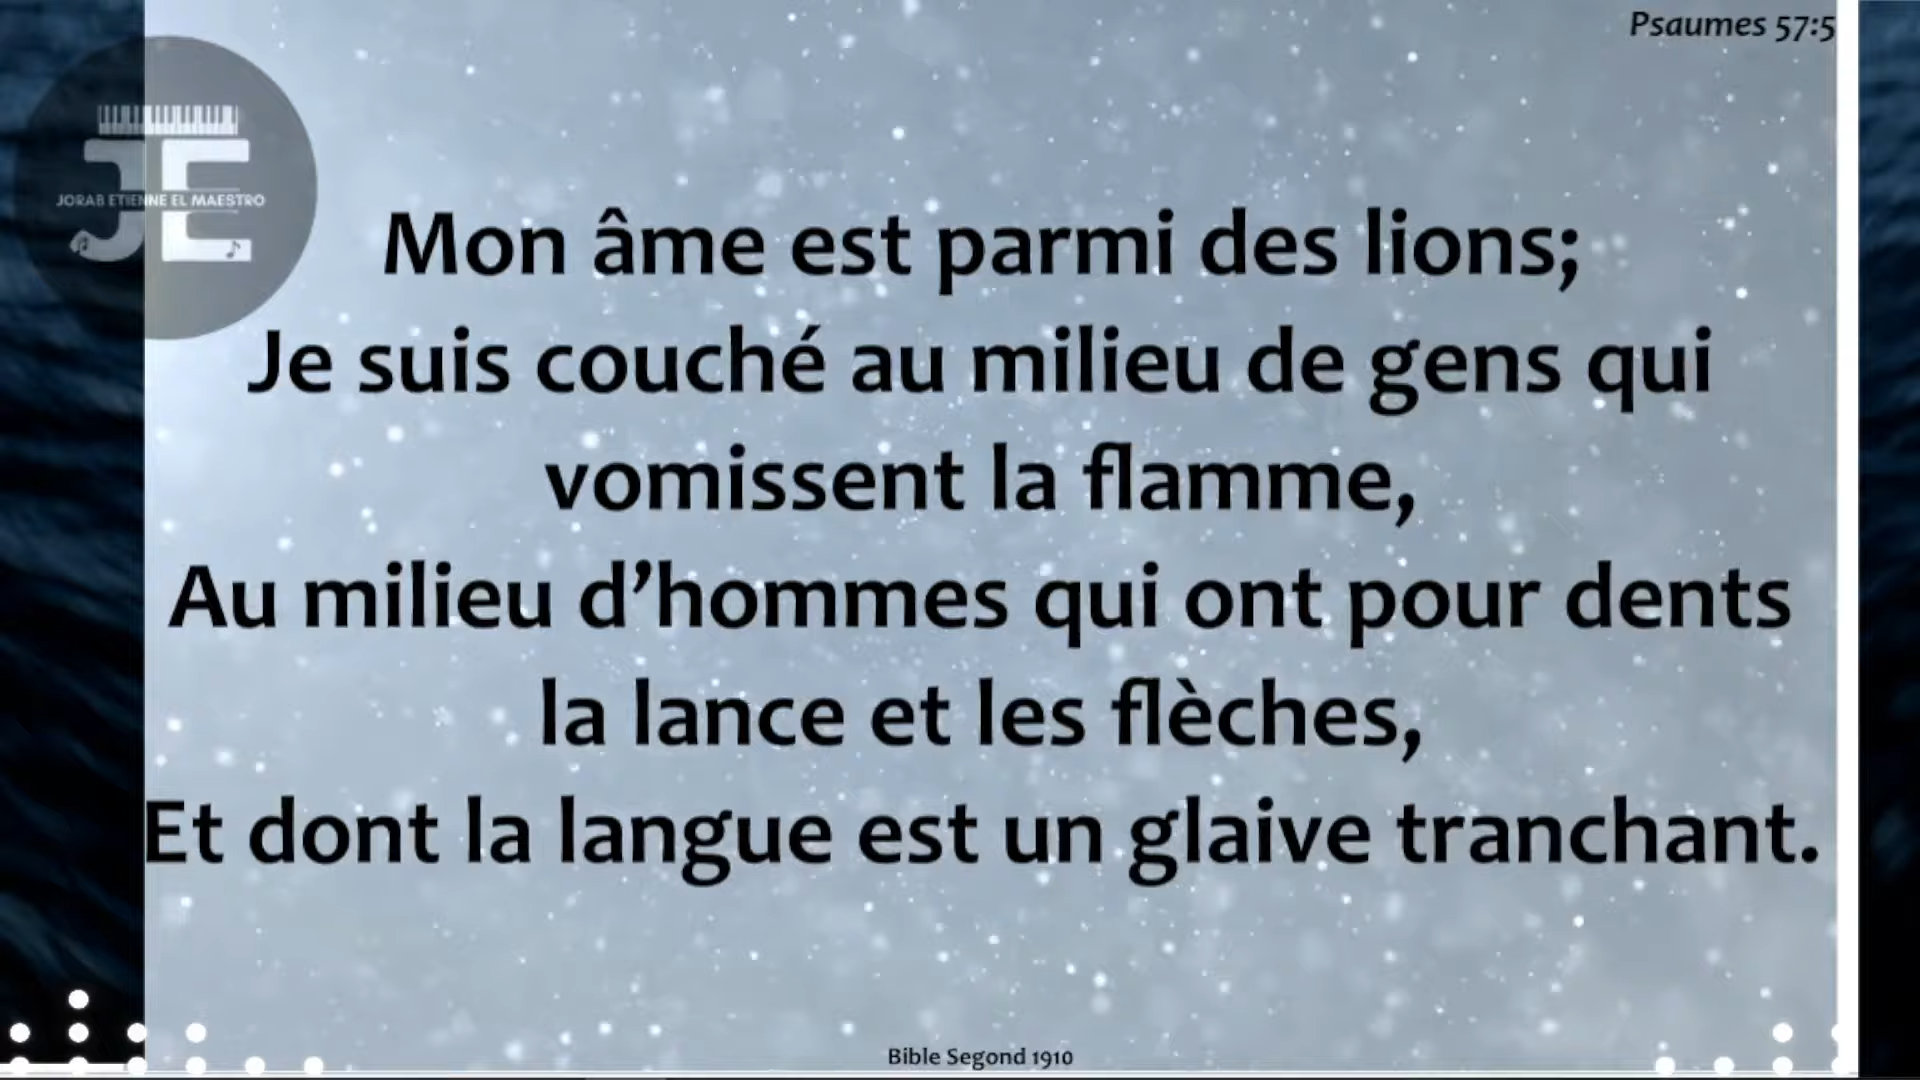 Psaumes 57:5
JE
JORAB ETIENNE EL MAESTRO
Mon âme est parmi des lions;
Je suis couché au milieu de gens qui
vomissent la flamme,
Au milieu d’hommes qui ont pour dents
la lance et les flèches,
Et dont la langue est un glaive tranchant.
Bible Segond 1910